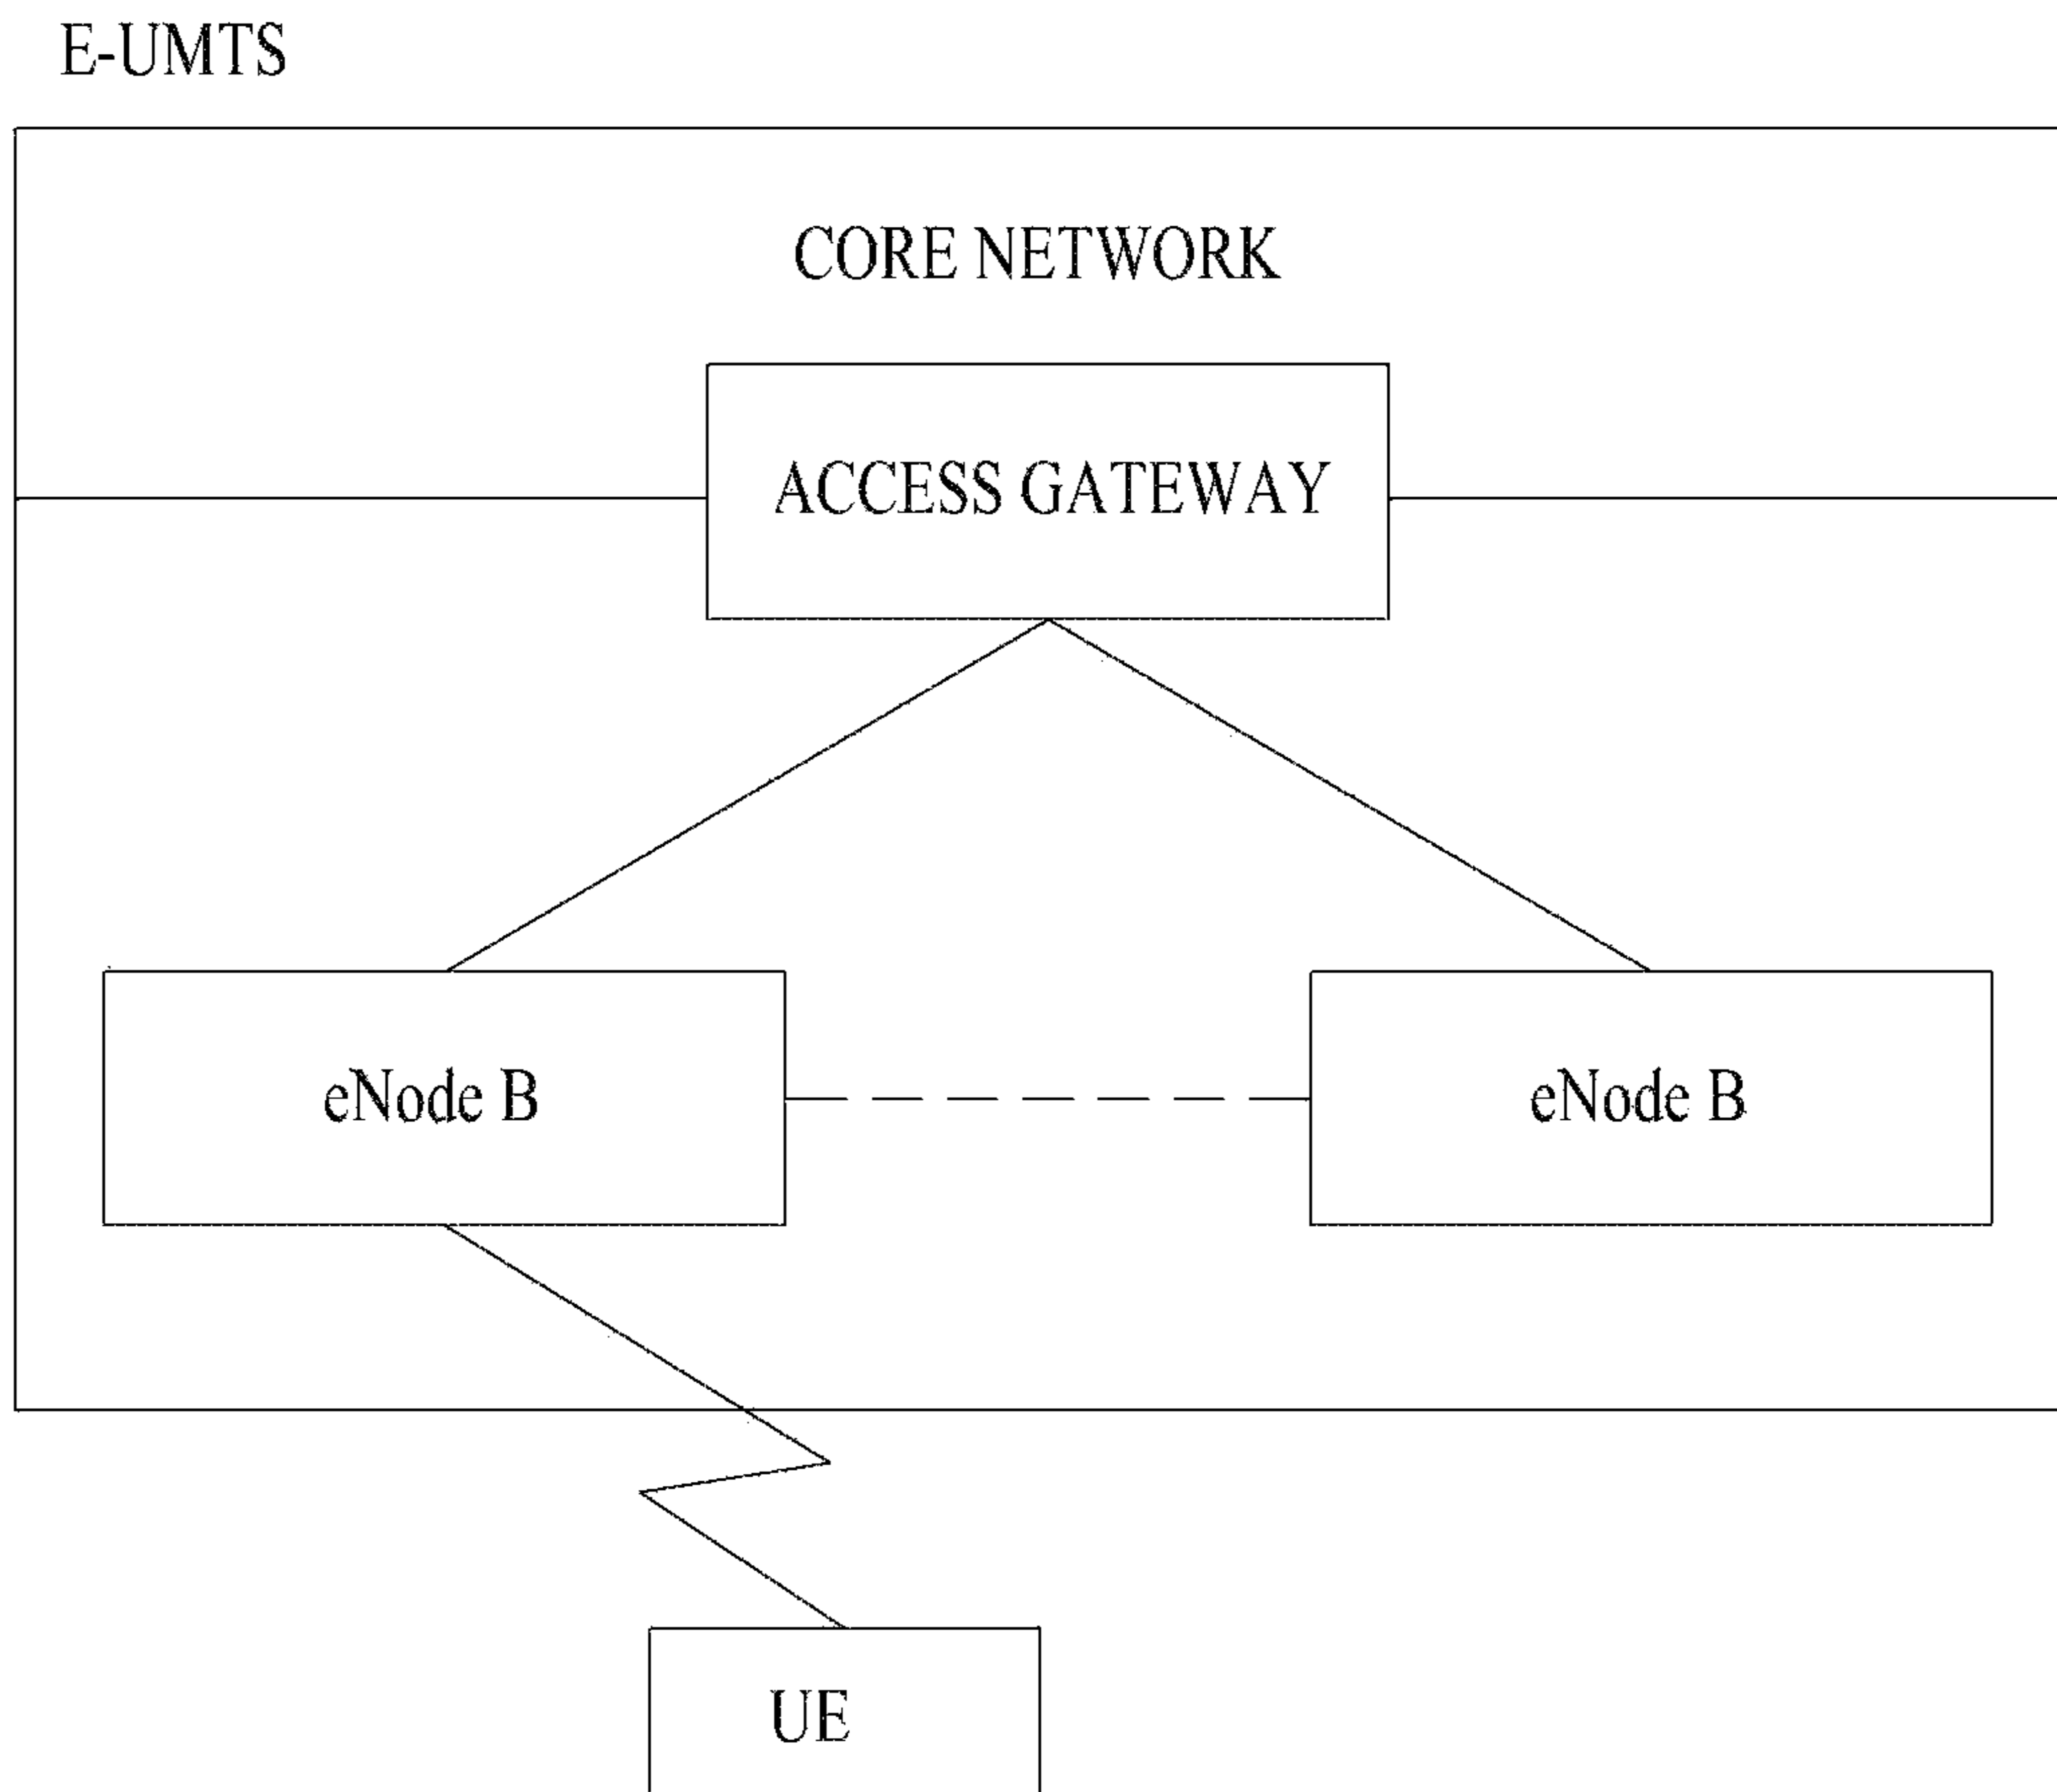 E-UMTS
CORE NETWORK
ACCESS GATEWAY
eNode B
eNode B
UE